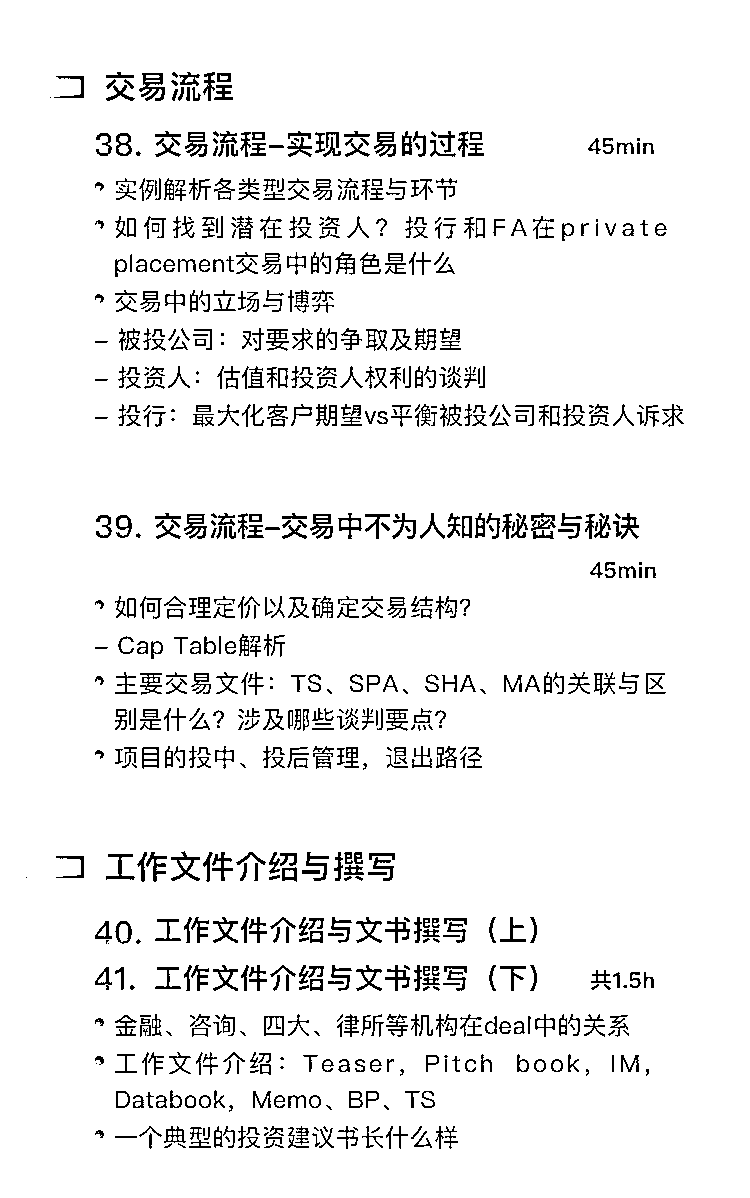 交易流程
38. 交易流程-实现交易的过程 45min
实例解析各类型交易流程与环节
如何找到潜在投资人？投行和FA在private
placement交易中的角色是什么
交易中的立场与博弈
- 被投公司：对要求的争取及期望
- 投资人：估值和投资人权利的谈判
- 投行：最大化客户期望vs平衡被投公司和投资人诉求
39. 交易流程-交易中不为人知的秘密与秘诀
45min
如何合理定价以及确定交易结构？
- Cap Table解析
主要交易文件：TS、SPA、SHA、MA的关联与区
别是什么？涉及哪些谈判要点？
项目的投中、投后管理，退出路径
工作文件介绍与撰写
40. 工作文件介绍与文书撰写（上）
41. 工作文件介绍与文书撰写（下） 共1.5h
金融、咨询、四大、律所等机构在deal中的关系
工作文件介绍：Teaser，Pitch book，IM，
Databook，Memo、BP、TS
一个典型的投资建议书长什么样